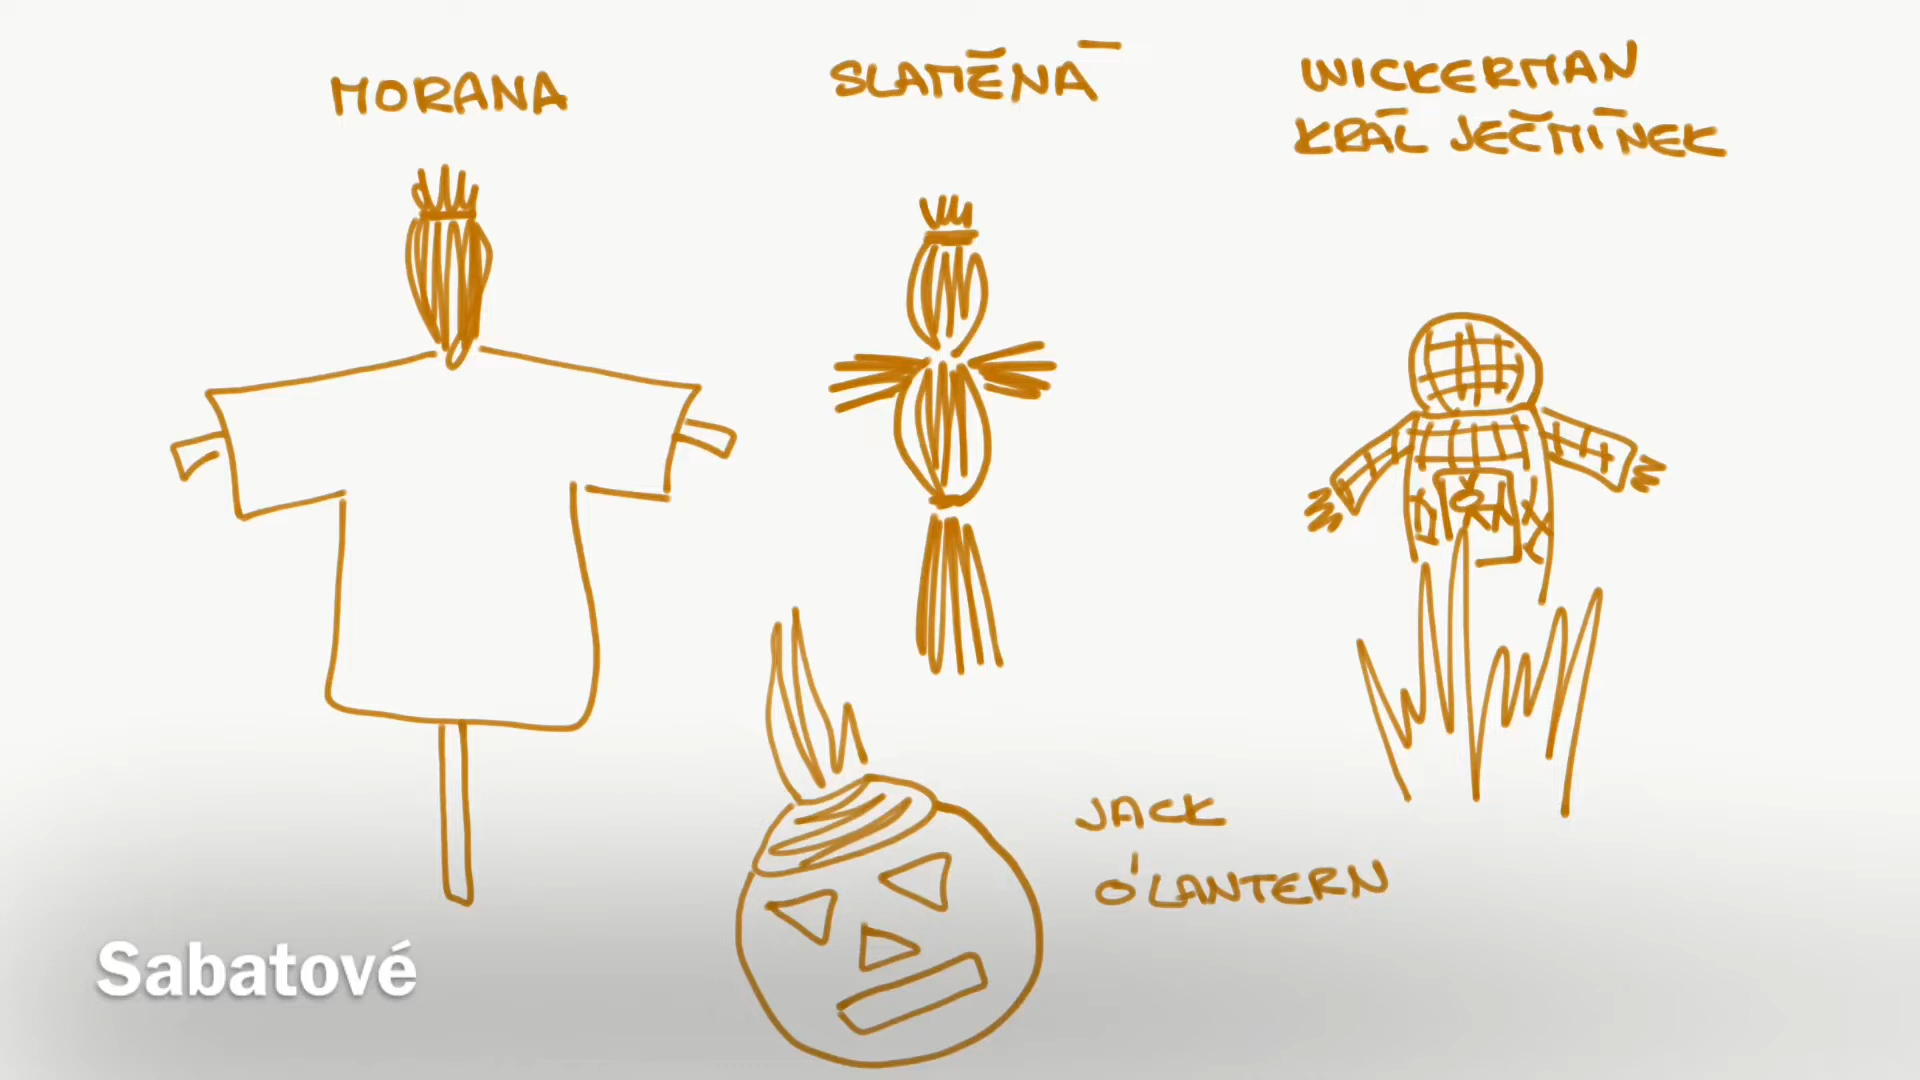 MORANA
SLAMĚNÁ
WICKERMAN
KRÁL JEČMÍNEK
JACK
O'LANTERN
Sabatové